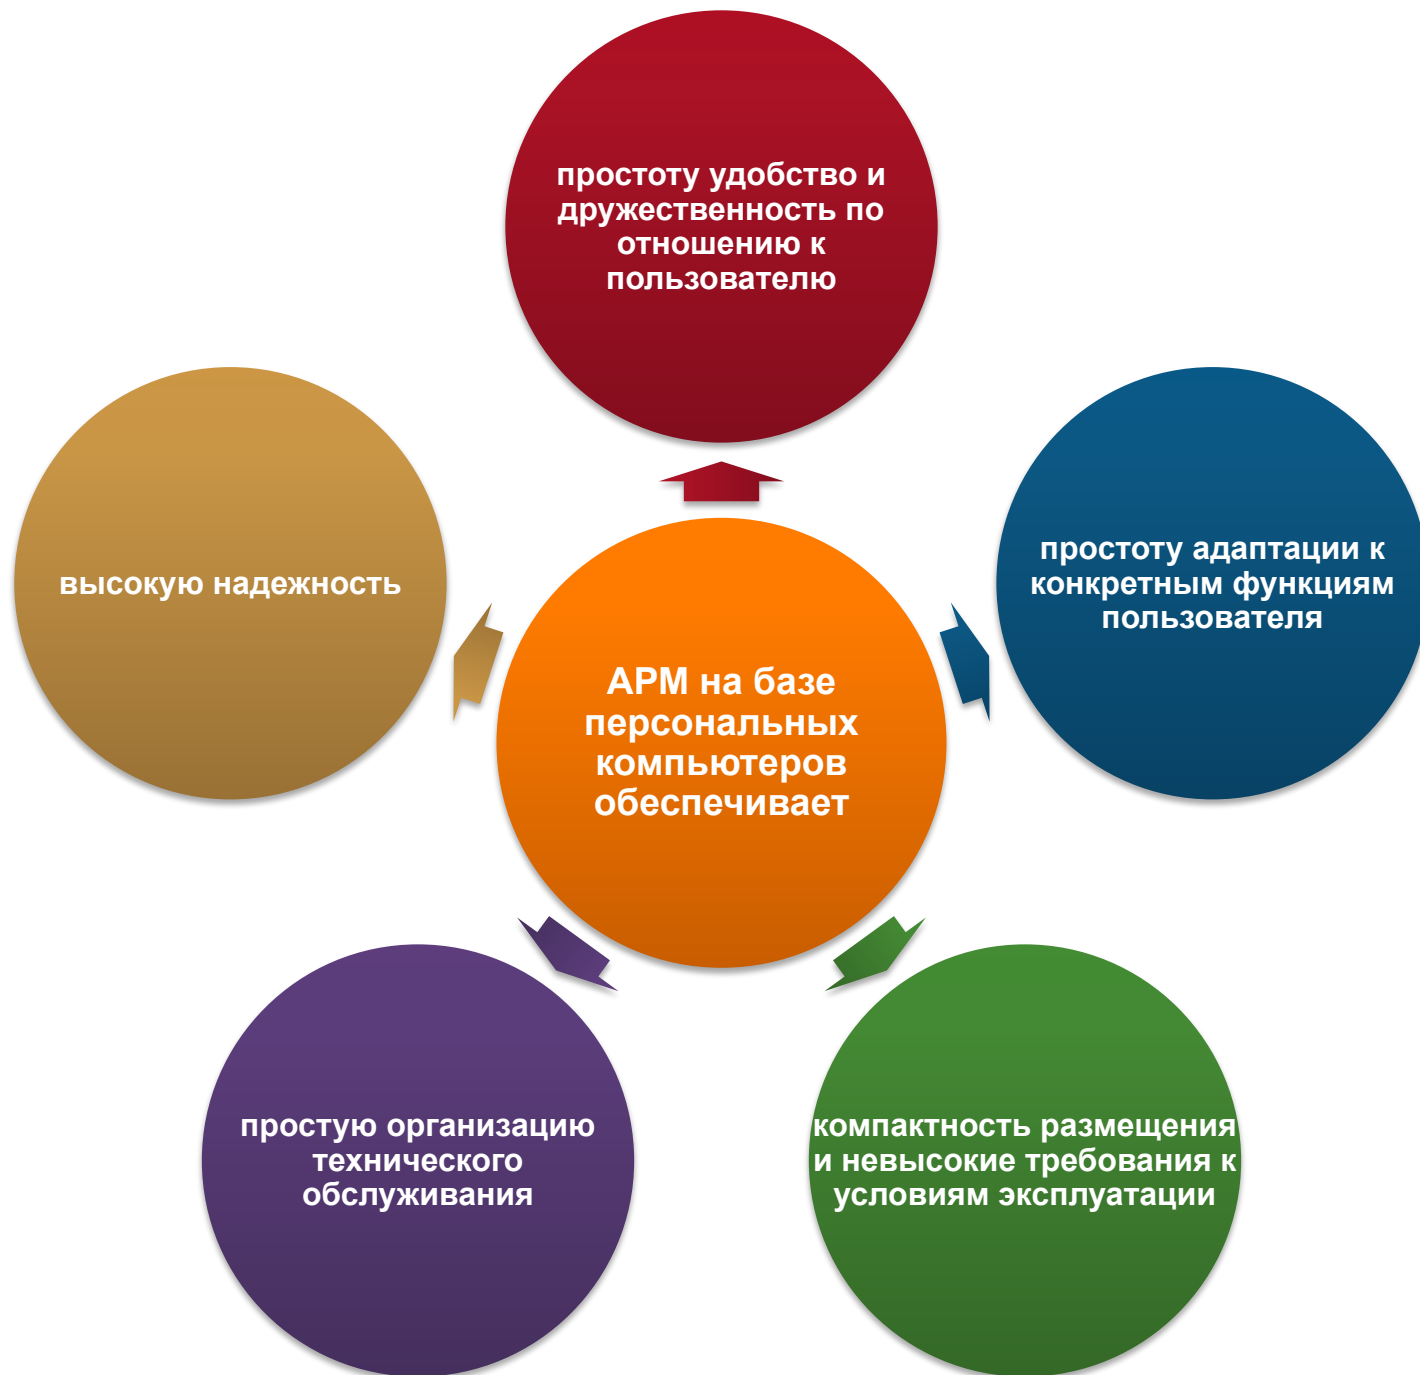 простоту удобство и
дружественность по
отношению к
пользователю
высокую надежность
простоту адаптации к
конкретным функциям
пользователя
АРМ на базе
персональных
компьютеров
обеспечивает
простую организацию
технического
обслуживания
компактность размещения
и невысокие требования к
условиям эксплуатации